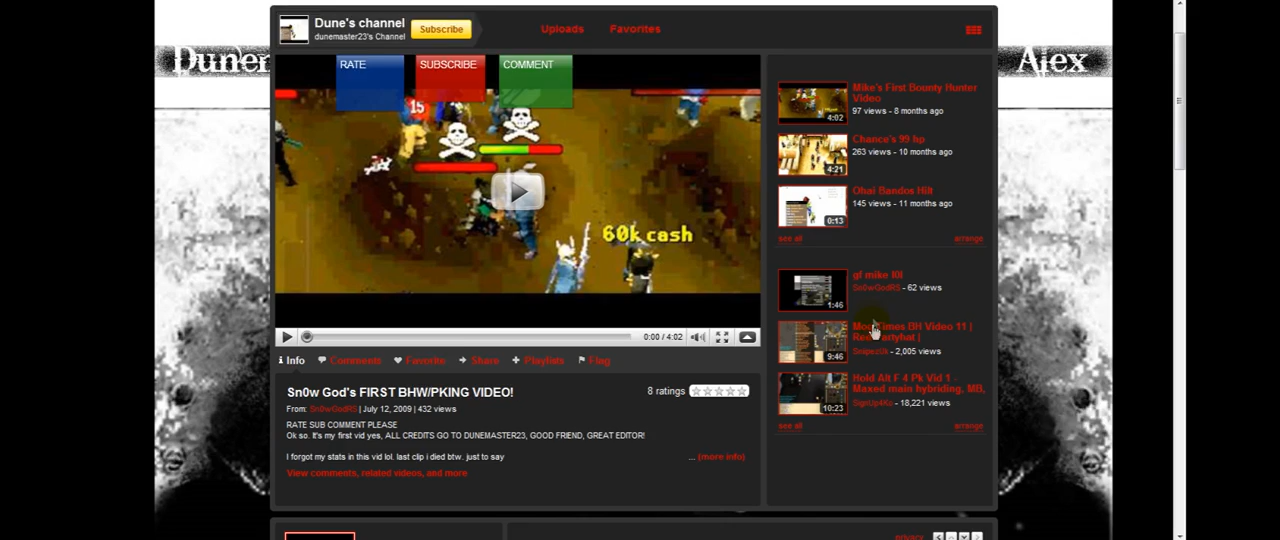 Dune's channel
dunemaster23's Channel
Subscribe
Uploads
Favorites
Alex
RATE
SUBSCRIBE
COMMENT
15
60k cash
0:00 / 4:02
Info
Comments
Favorite
Share
Playlists
Flag
Sn0w God's FIRST BHW/PKING VIDEO!
8 ratings
From: Sn0wGodRS | July 12, 2009 | 432 views
RATE SUB COMMENT PLEASE
Ok so. It's my first vid yes, ALL CREDITS GO TO DUNEMASTER23, GOOD FRIEND, GREAT EDITOR!
I forgot my stats in this vid lol. last clip i died btw. just to say
... (more info)
View comments, related videos, and more
4:02
Mike's First Bounty Hunter
Video
97 views - 8 months ago
4:21
Chance's 99 hp
263 views - 10 months ago
0:13
Ohai Bandos Hilt
145 views - 11 months ago
see all
arrange
1:46
gf mike l0l
Sn0wGodRS - 62 views
9:46
BH Video 11 |
- 2,005 views
10:23
Hold Alt F 4 Pk Vid 1 -
Maxed main hybriding. MB,
SignUp4Ko - 18,221 views
see all
arrange
privacy